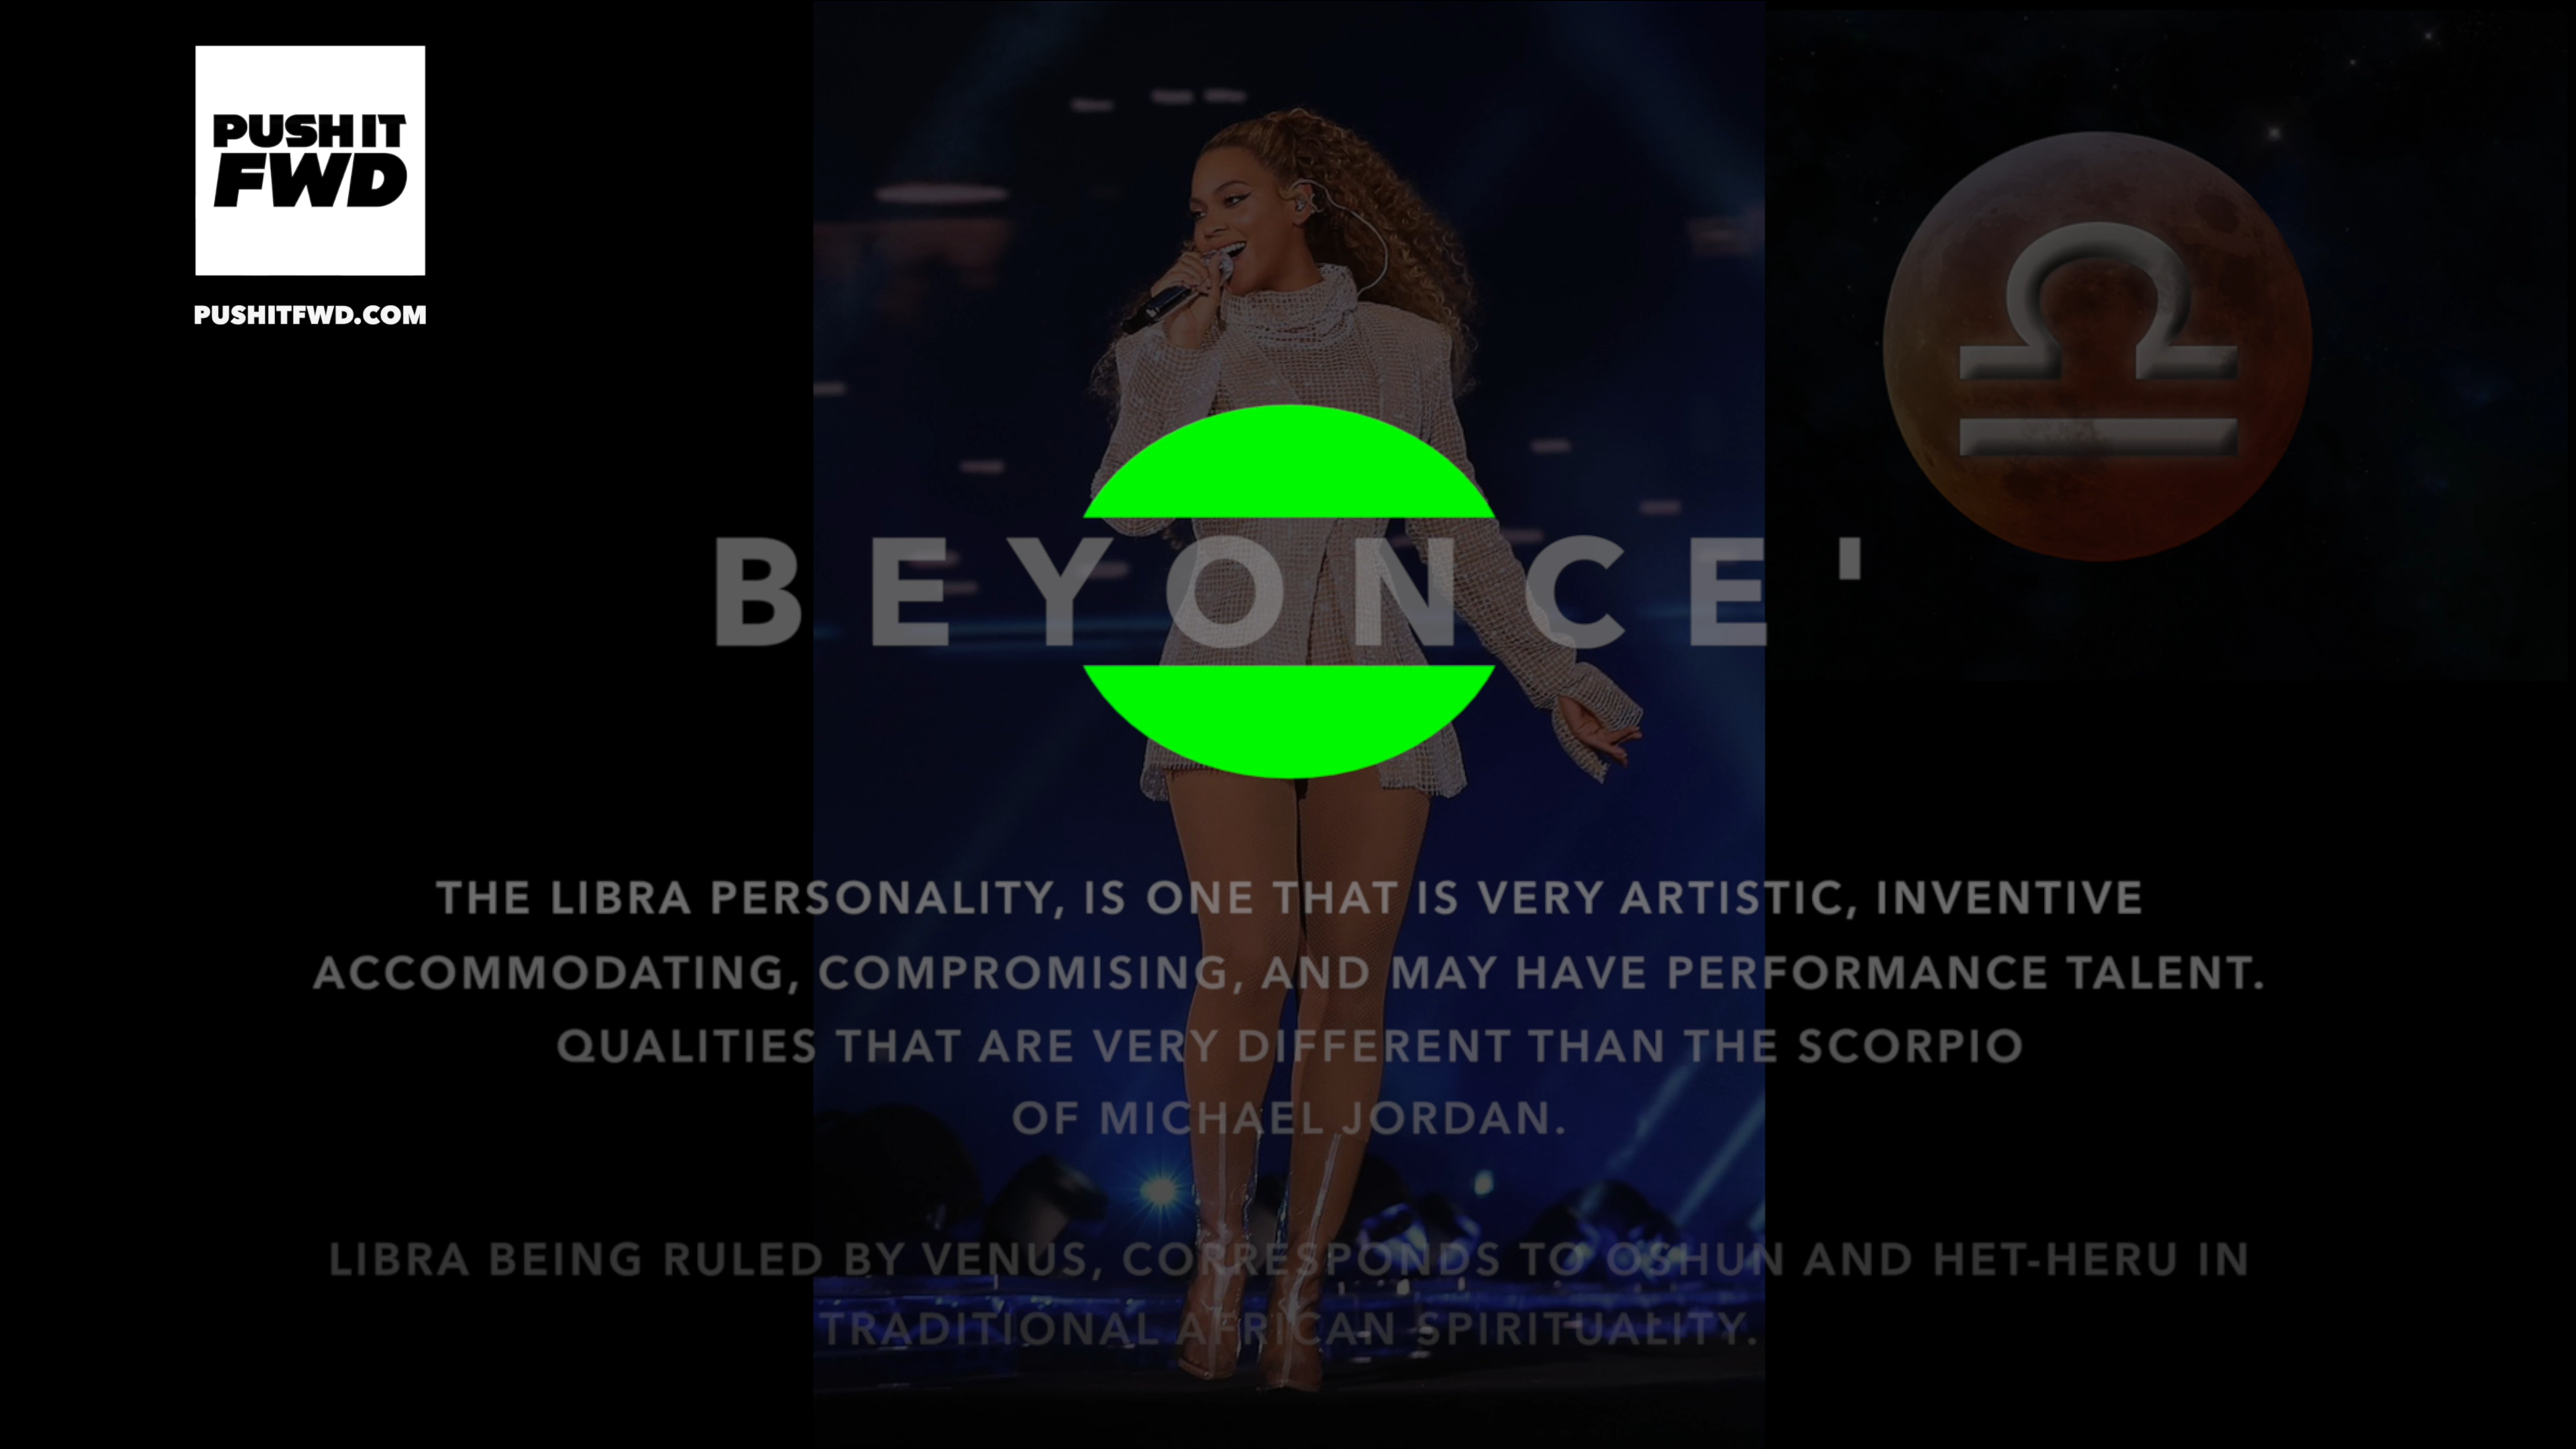 PUSH IT
FWD
PUSHITFWD.COM
BEYONCE'
THE LIBRA PERSONALITY, IS ONE THAT IS VERY ARTISTIC, INVENTIVE
ACCOMMODATING, COMPROMISING, AND MAY HAVE PERFORMANCE TALENT.
QUALITIES THAT ARE VERY DIFFERENT THAN THE SCORPIO
OF MICHAEL JORDAN.
LIBRA BEING RULED BY VENUS, CORRESPONDS TO OSHUN AND HET-HERU IN
TRADITIONAL AFRICAN SPIRITUALITY.